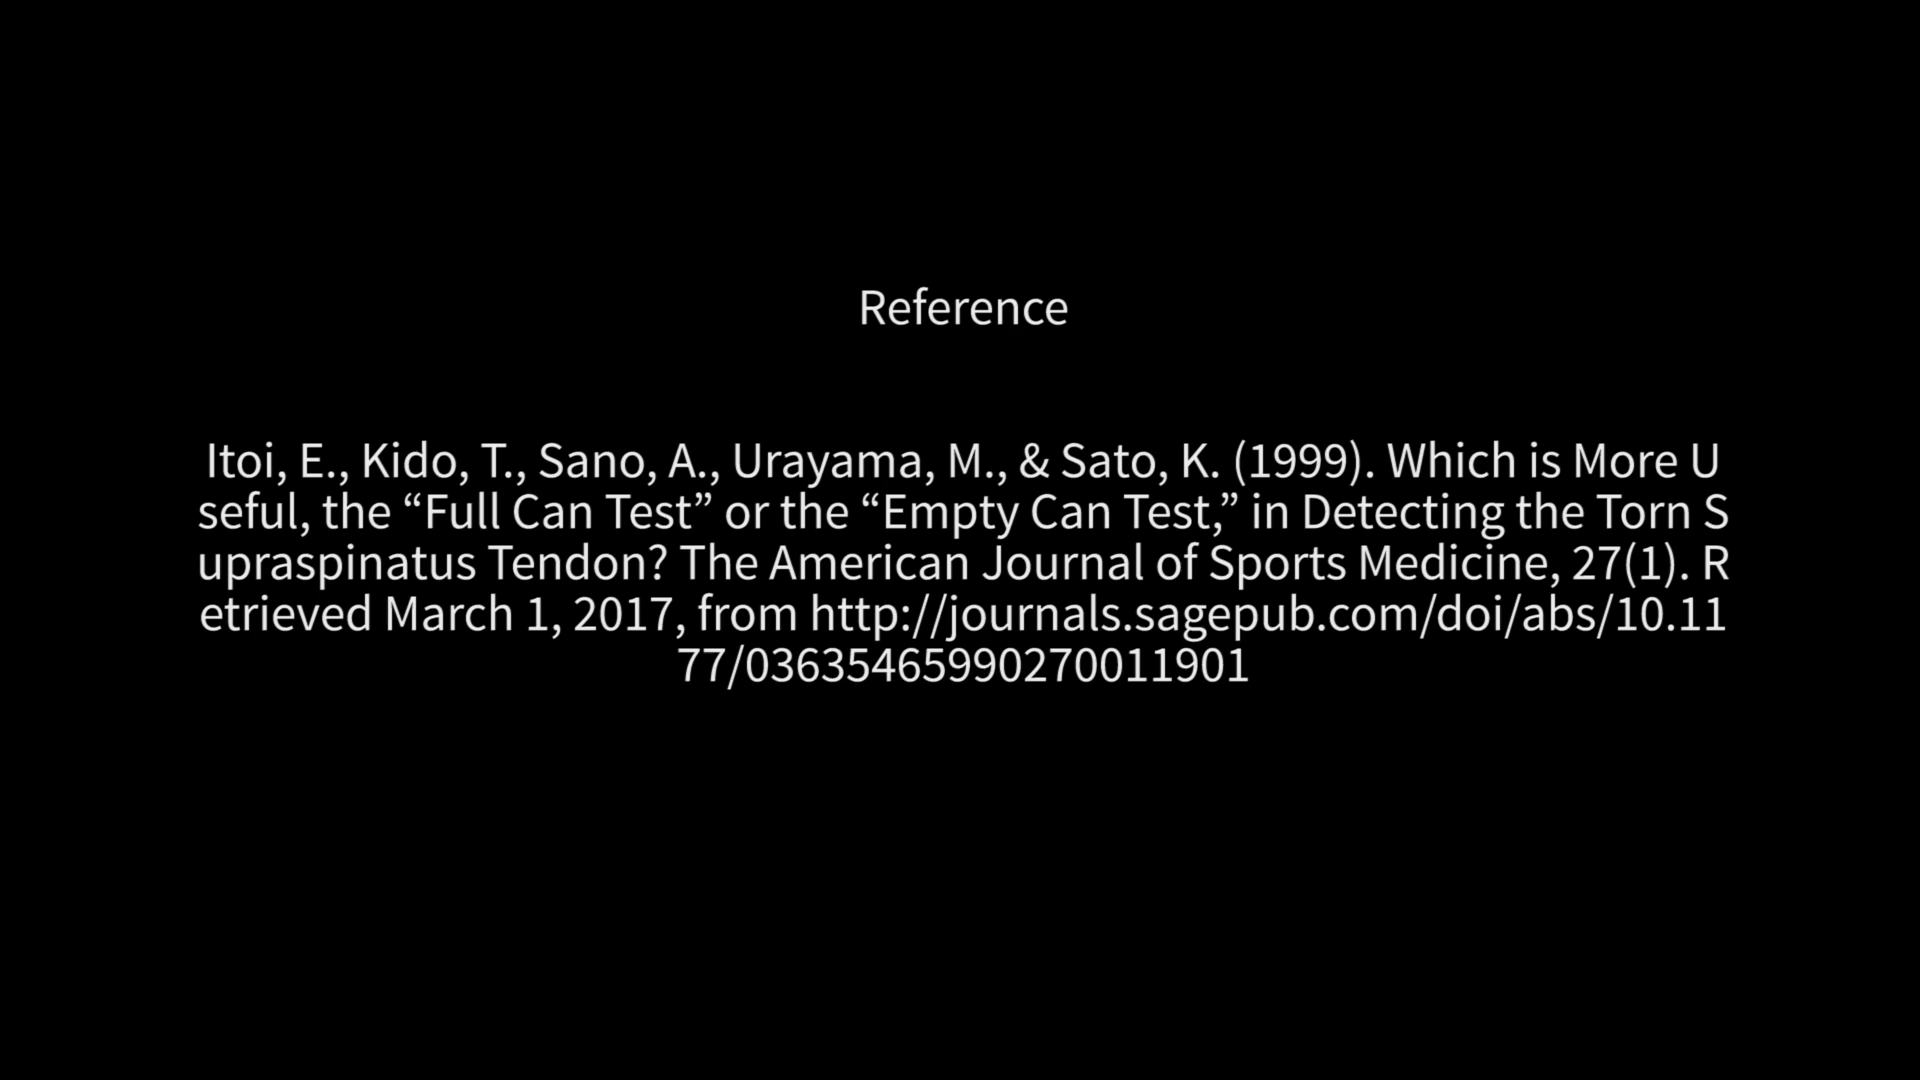 Reference
Itoi, E., Kido, T., Sano, A., Urayama, M., & Sato, K. (1999). Which is More U
seful, the “Full Can Test” or the “Empty Can Test,” in Detecting the Torn S
upraspinatus Tendon? The American Journal of Sports Medicine, 27(1). R
etrieved March 1, 2017, from http://journals.sagepub.com/doi/abs/10.11
77/03635465990270011901